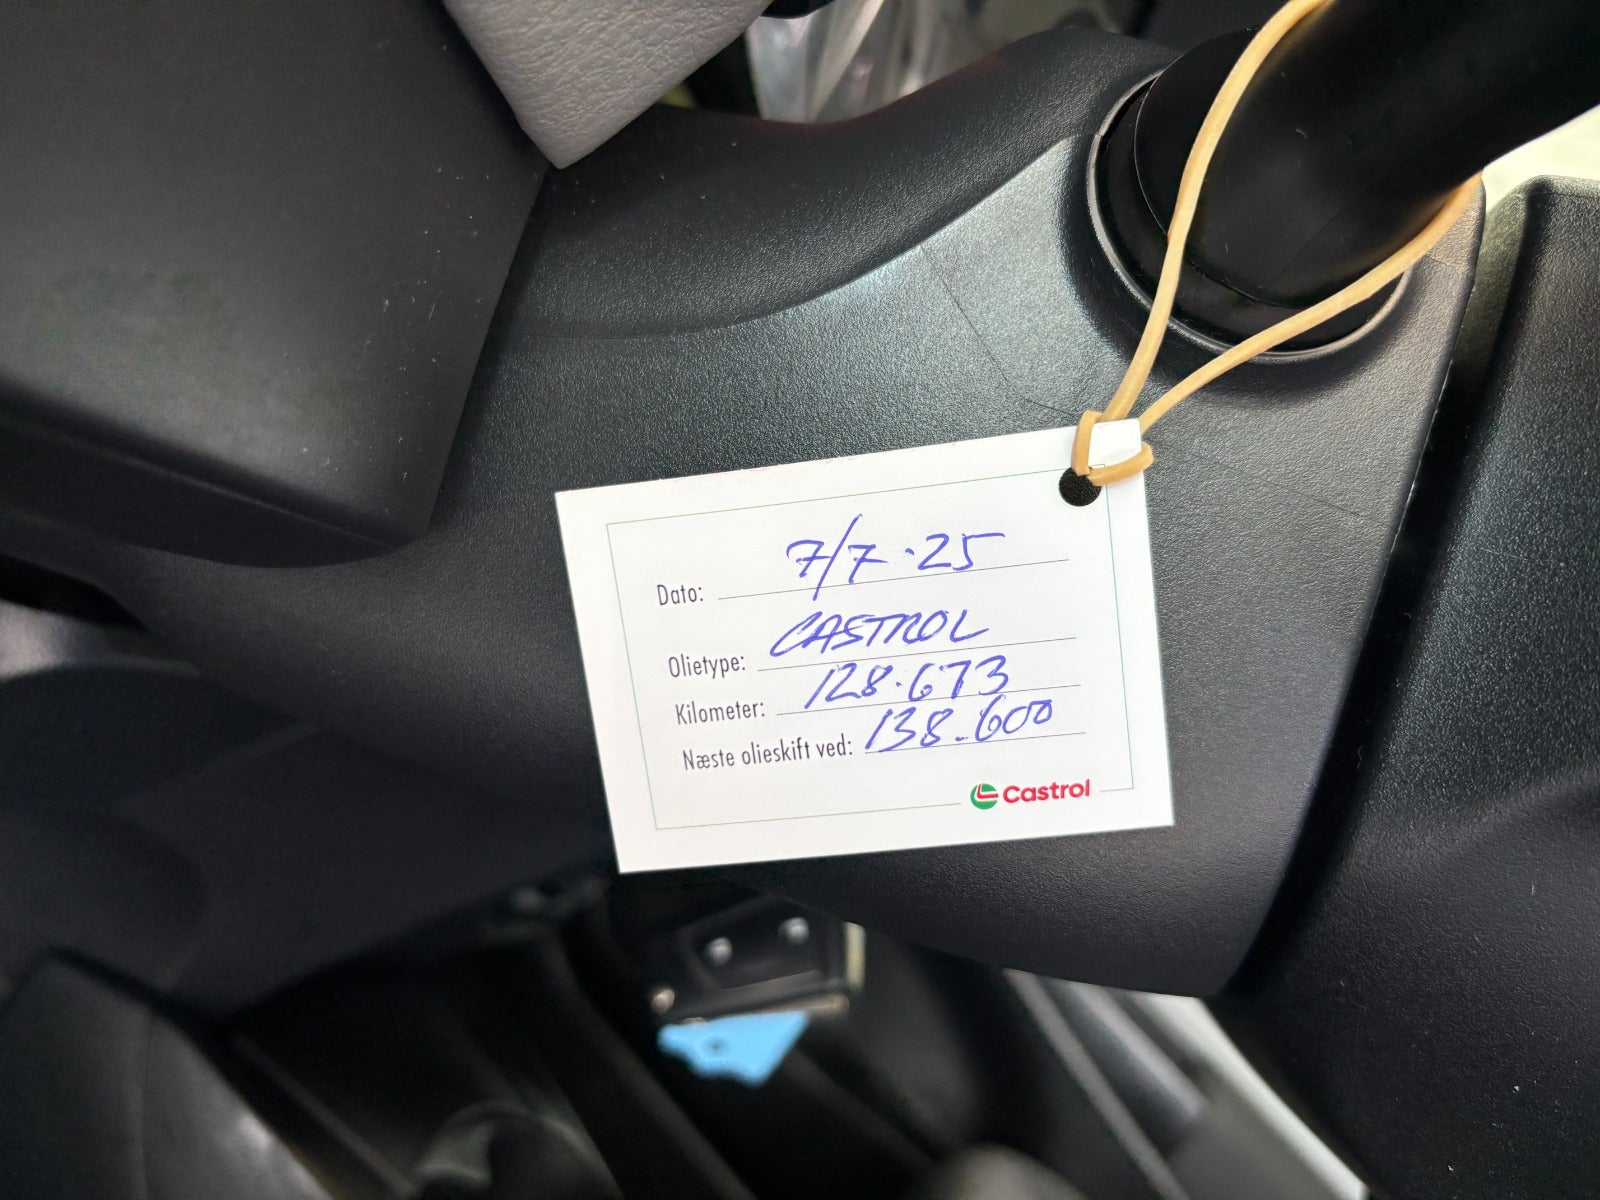 Dato: 7/7.25
Olietype: CASTROL
Kilometer: 128.673
Næste olieskift ved: 138.600
Castrol